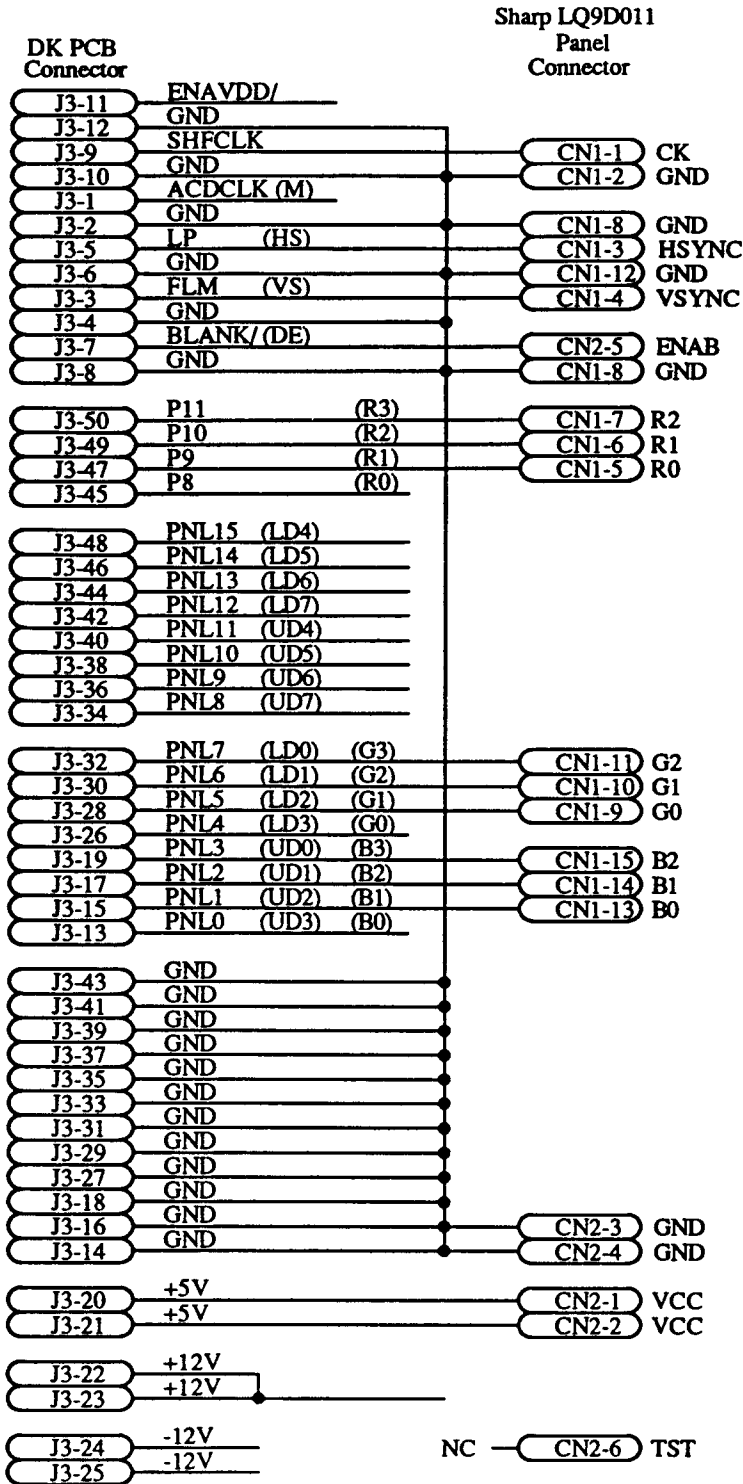 Sharp LQ9D011
DK PCB Panel
Connector Connector
J3-11 ENAVDD/
J3-12 GND
J3-9 SHFCLK CN1-1 CK
J3-10 GND CN1-2 GND
J3-1 ACDCLK (M)
J3-2 GND CN1-8 GND
J3-5 LP (HS) CN1-3 HSYNC
J3-6 GND CN1-12 GND
J3-3 FLM (VS) CN1-4 VSYNC
J3-4 GND
J3-7 BLANK/ (DE) CN2-5 ENAB
J3-8 GND CN1-8 GND
J3-50 P11 (R3) CN1-7 R2
J3-49 P10 (R2) CN1-6 R1
J3-47 P9 (R1) CN1-5 R0
J3-45 P8 (R0)
J3-48 PNL15 (LD4)
J3-46 PNL14 (LD5)
J3-44 PNL13 (LD6)
J3-42 PNL12 (LD7)
J3-40 PNL11 (UD4)
J3-38 PNL10 (UD5)
J3-36 PNL9 (UD6)
J3-34 PNL8 (UD7)
J3-32 PNL7 (LD0) (G3) CN1-11 G2
J3-30 PNL6 (LD1) (G2) CN1-10 G1
J3-28 PNL5 (LD2) (G1) CN1-9 G0
J3-26 PNL4 (LD3) (G0)
J3-19 PNL3 (UD0) (B3) CN1-15 B2
J3-17 PNL2 (UD1) (B2) CN1-14 B1
J3-15 PNL1 (UD2) (B1) CN1-13 B0
J3-13 PNL0 (UD3) (B0)
J3-43 GND
J3-41 GND
J3-39 GND
J3-37 GND
J3-35 GND
J3-33 GND
J3-31 GND
J3-29 GND
J3-27 GND
J3-18 GND
J3-16 GND CN2-3 GND
J3-14 GND CN2-4 GND
J3-20 +5V CN2-1 VCC
J3-21 +5V CN2-2 VCC
J3-22 +12V
J3-23 +12V
J3-24 -12V NC CN2-6 TST
J3-25 -12V